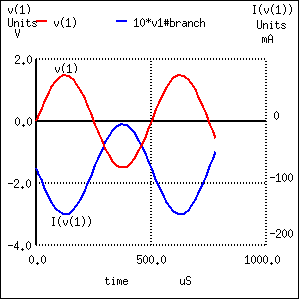 v(1) I(v(1))
Units v(1) 10*v1#branch Units
V mA
2.0
v(1)
0.0 0
-2.0 -100
I(v(1))
-200
-4.0
0.0 500.0 1000.0
time uS